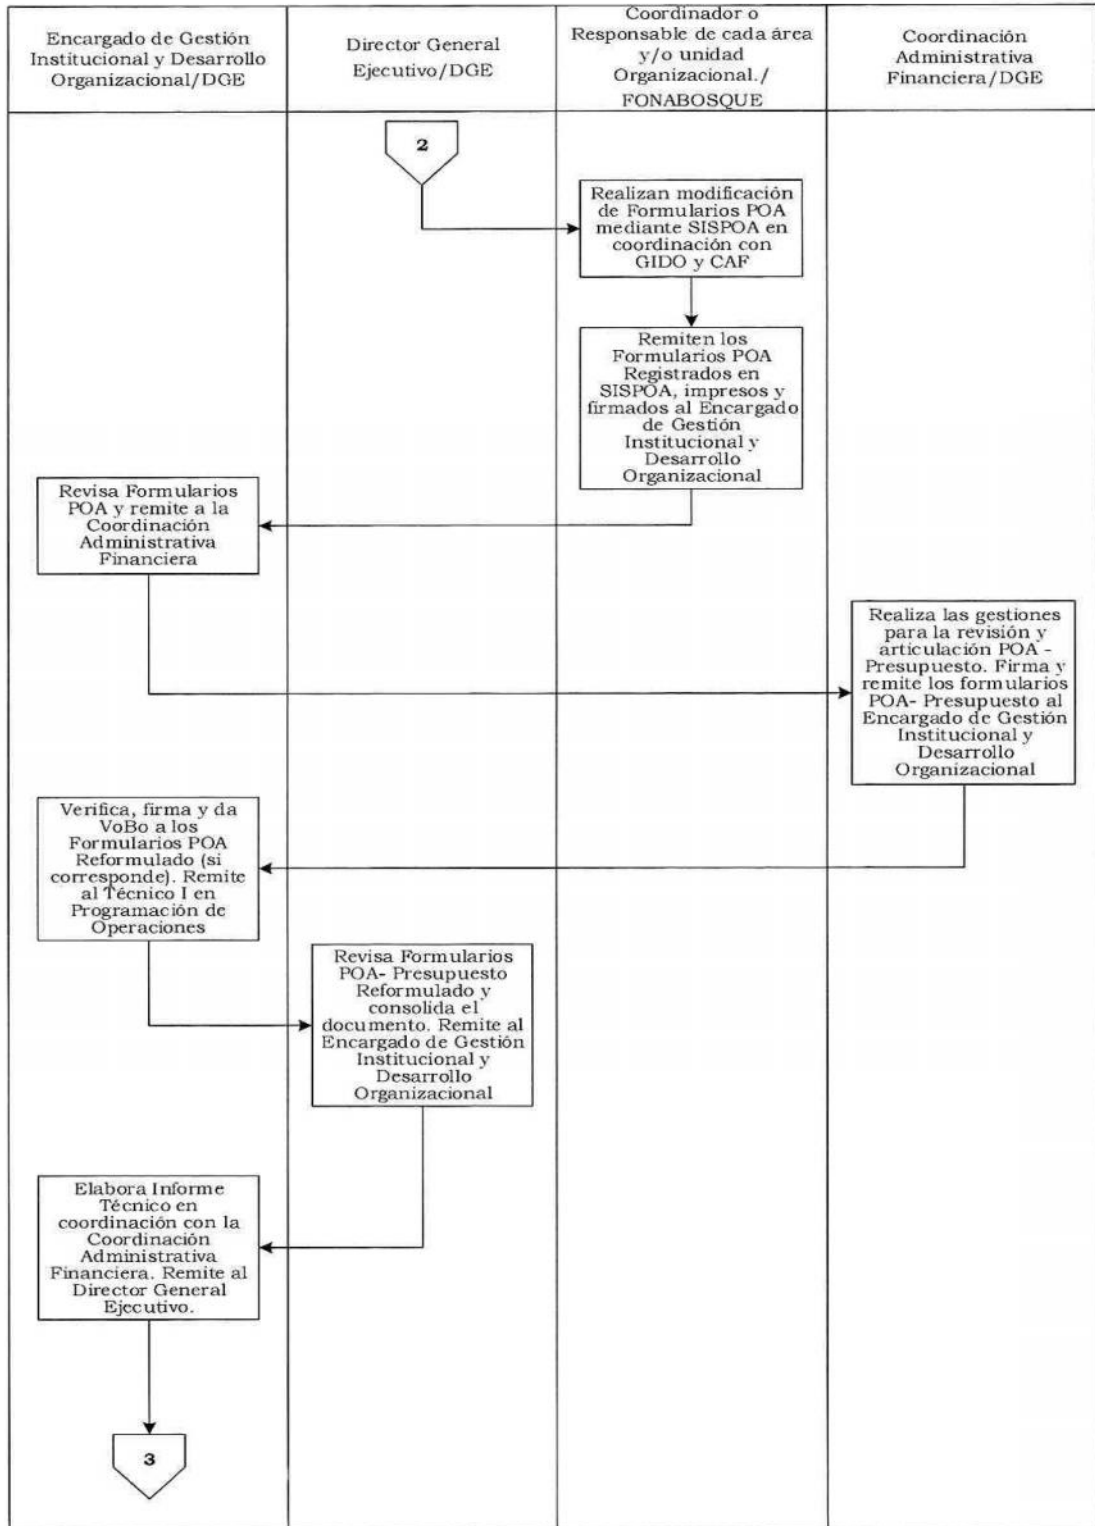 Encargado de Gestión
Institucional y Desarrollo
Organizacional/DGE
Director General
Ejecutivo/DGE
Coordinador o
Responsable de cada área
y/o unidad
Organizacional./
FONABOSQUE
Coordinación
Administrativa
Financiera/DGE
2
Realizan modificación
de Formularios POA
mediante SISPOA en
coordinación con
GIDO y CAF
Remiten los
Formularios POA
Registrados en
SISPOA, impresos y
firmados al Encargado
de Gestión
Institucional y
Desarrollo
Organizacional
Revisa Formularios
POA y remite a la
Coordinación
Administrativa
Financiera
Realiza las gestiones
para la revisión y
articulación POA -
Presupuesto. Firma y
remite los formularios
POA- Presupuesto al
Encargado de Gestión
Institucional y
Desarrollo
Organizacional
Verifica, firma y da
VoBo a los
Formularios POA
Reformulado (si
corresponde). Remite
al Técnico I en
Programación de
Operaciones
Revisa Formularios
POA- Presupuesto
Reformulado y
consolida el
documento. Remite al
Encargado de Gestión
Institucional y
Desarrollo
Organizacional
Elabora Informe
Técnico en
coordinación con la
Coordinación
Administrativa
Financiera. Remite al
Director General
Ejecutivo.
3